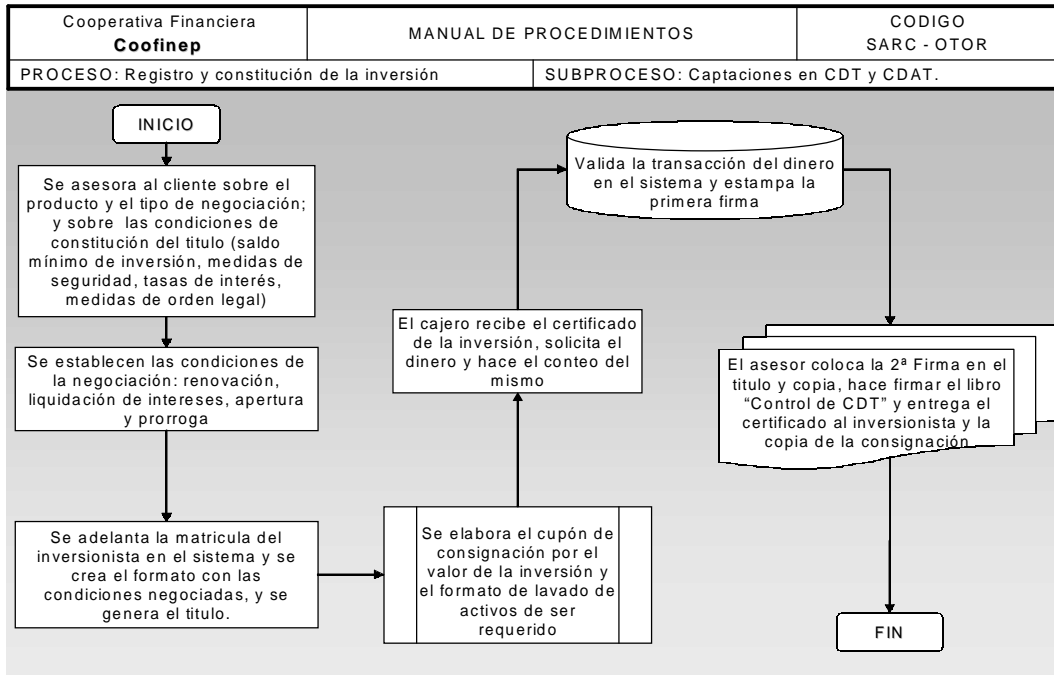 Cooperativa Financiera
Coofinep
MANUAL DE PROCEDIMIENTOS
CODIGO
SARC - OTOR
PROCESO: Registro y constitución de la inversión
SUBPROCESO: Captaciones en CDT y CDAT.
INICIO
Se asesora al cliente sobre el
producto y el tipo de negociación;
y sobre las condiciones de
constitución del titulo (saldo
mínimo de inversión, medidas de
seguridad, tasas de interés,
medidas de orden legal)
Se establecen las condiciones de
la negociación: renovación,
liquidación de intereses, apertura
y prorroga
Se adelanta la matricula del
inversionista en el sistema y se
crea el formato con las
condiciones negociadas, y se
genera el titulo.
Se elabora el cupón de
consignación por el
valor de la inversión y
el formato de lavado de
activos de ser
requerido
El cajero recibe el certificado
de la inversión, solicita el
dinero y hace el conteo del
mismo
Valida la transacción del dinero
en el sistema y estampa la
primera firma
El asesor coloca la 2ª Firma en el
titulo y copia, hace firmar el libro
“Control de CDT” y entrega el
certificado al inversionista y la
copia de la consignación
FIN